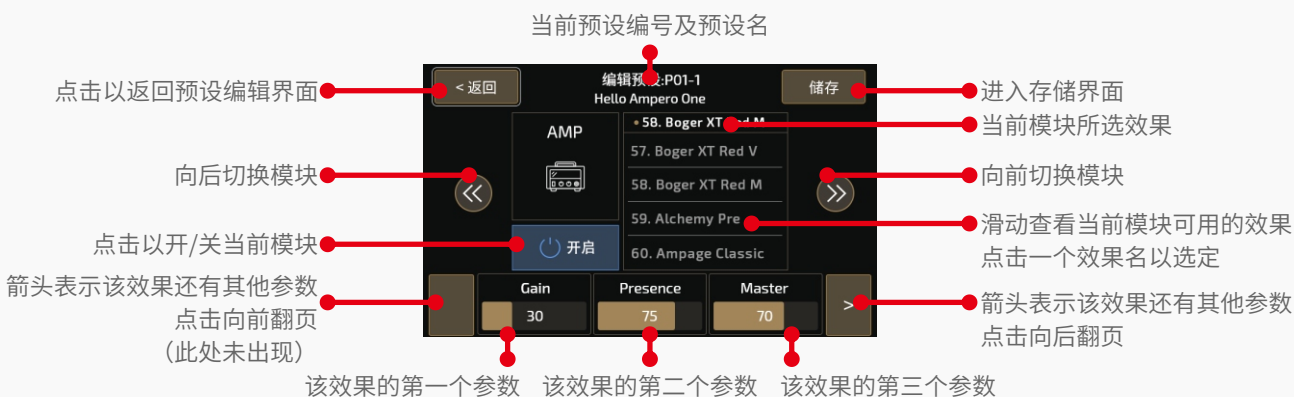 当前预设编号及预设名
点击以返回预设编辑界面
向后切换模块
点击以开/关当前模块
箭头表示该效果还有其他参数
点击向前翻页
（此处未出现）
<返回
编辑预设:P01-1
Hello Ampero One
储存
AMP
58. Boger XT Red M
57. Boger XT Red V
58. Boger XT Red M
59. Alchemy Pre
60. Ampage Classic
开启
Gain
30
Presence
75
Master
70
>
进入存储界面
当前模块所选效果
向前切换模块
滑动查看当前模块可用的效果
点击一个效果名以选定
箭头表示该效果还有其他参数
点击向后翻页
该效果的第一个参数
该效果的第二个参数
该效果的第三个参数